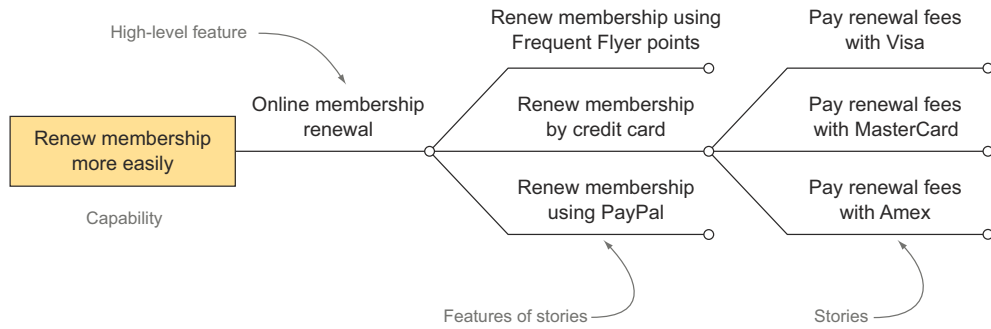 High-level feature
Renew membership using
Frequent Flyer points
Pay renewal fees
with Visa
Online membership
renewal
Renew membership
by credit card
Pay renewal fees
with MasterCard
Renew membership
more easily
Capability
Renew membership
using PayPal
Pay renewal fees
with Amex
Features of stories
Stories